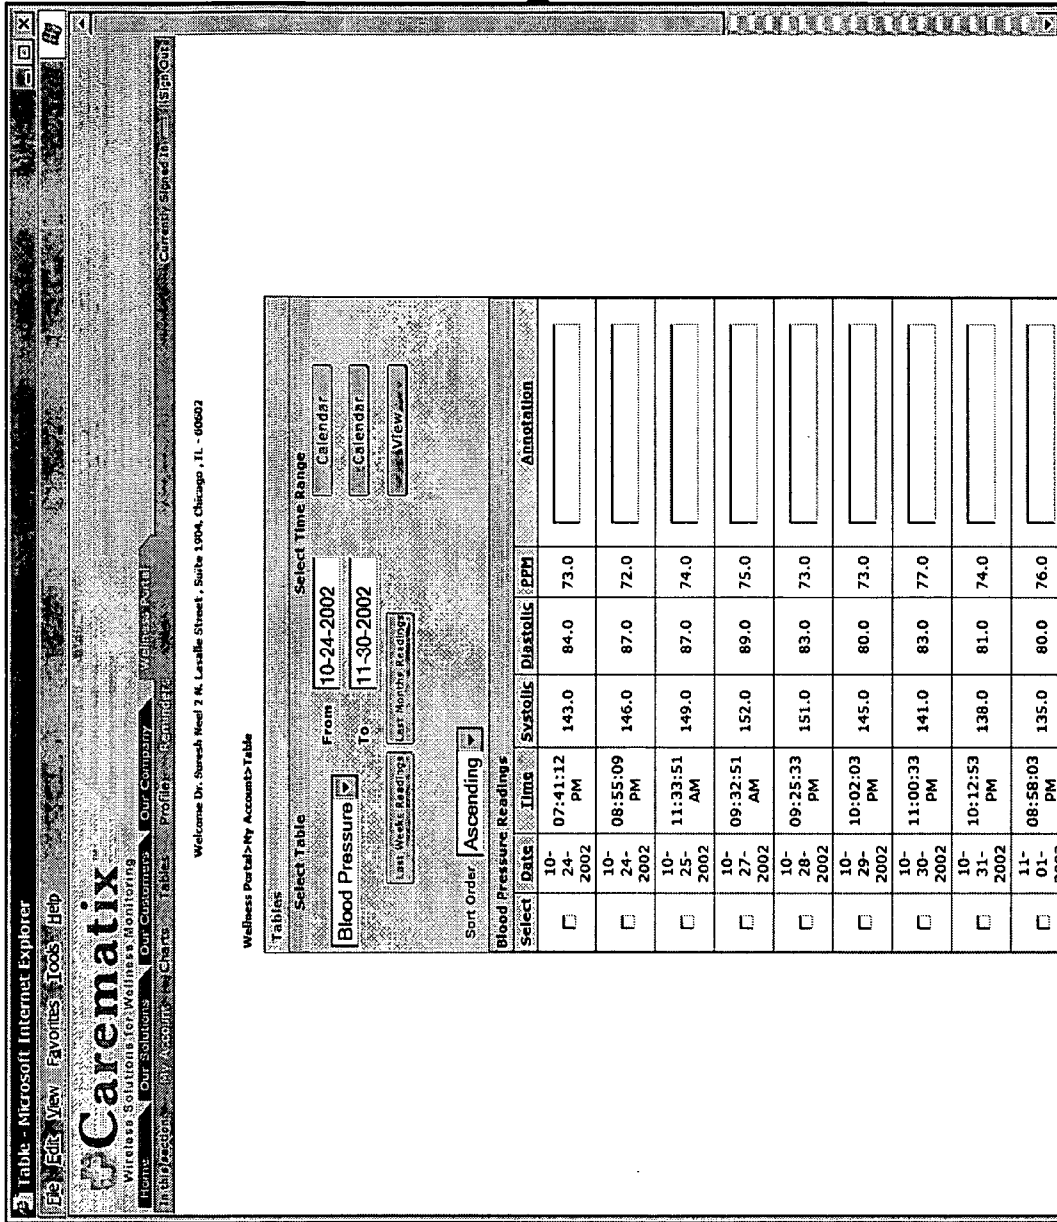 Table - Microsoft Internet Explorer
File Edit View Favorites Tools Help
Carematix™
Wireless Solutions for Wellness Monitoring
Home Our Solutions Our Customers Our Company Wellness Portal
In this section My Account Charts Tables Profile Reminders
Currently Signed In Sign Out
Welcome Dr. Suresh Neel 2 N. Lasalle Street , Suite 1904, Chicago , IL - 60602
Wellness Portal>My Account>Table
Tables
Select Table Select Time Range
Blood Pressure From 10-24-2002 Calendar
To 11-30-2002 Calendar
Last Weeks Readings Last Months Readings View
Sort Order Ascending
Blood Pressure Readings
Select Date Time Systolic Diastolic PPM Annotation
10-24-2002 07:41:12 PM 143.0 84.0 73.0
10-24-2002 08:55:09 PM 146.0 87.0 72.0
10-25-2002 11:33:51 AM 149.0 87.0 74.0
10-27-2002 09:32:51 AM 152.0 89.0 75.0
10-28-2002 09:25:33 PM 151.0 83.0 73.0
10-29-2002 10:02:03 PM 145.0 80.0 73.0
10-30-2002 11:00:33 PM 141.0 83.0 77.0
10-31-2002 10:12:53 PM 138.0 81.0 74.0
11-01-2002 08:58:03 PM 135.0 80.0 76.0